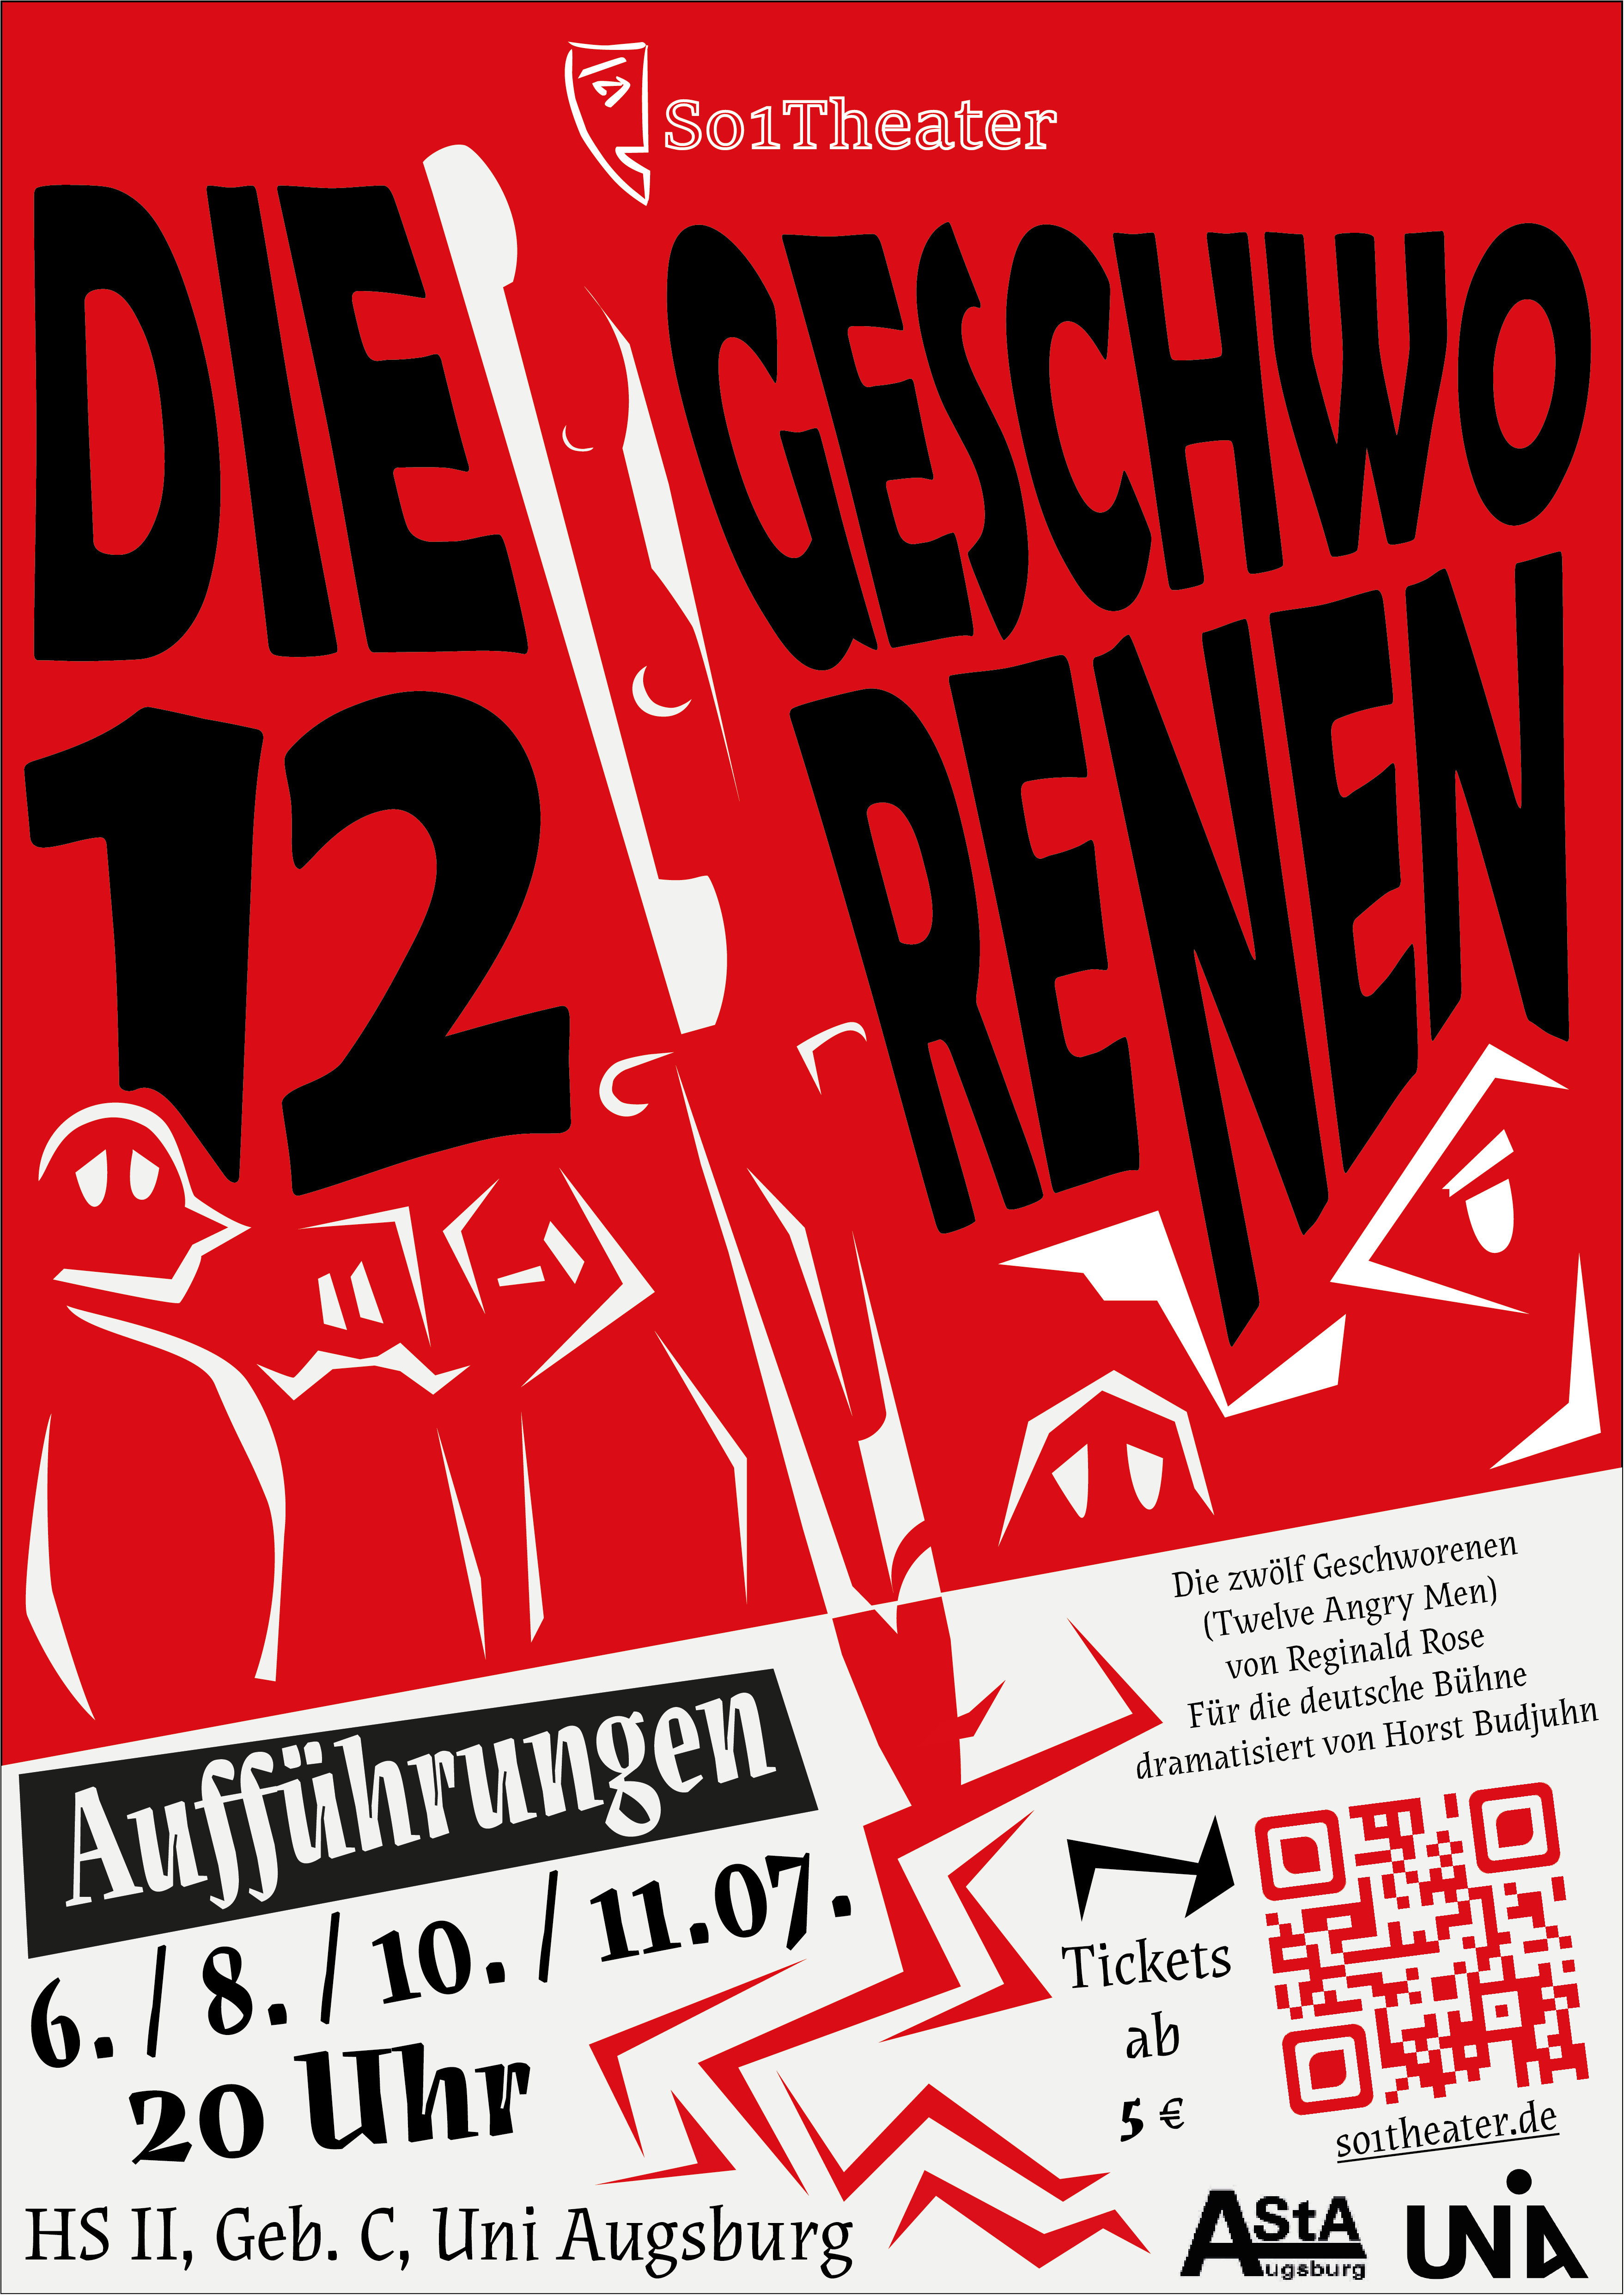 So1Theater
DIE
12
GESCHWO
RENEN
Die zwölf Geschworenen
(Twelve Angry Men)
von Reginald Rose
Für die deutsche Bühne
dramatisiert von Horst Budjuhn
Aufführungen
6. / 8. / 10. / 11.07.
20 Uhr
HS II, Geb. C, Uni Augsburg
Tickets
ab
5 €
so1theater.de
AStA
Augsburg
UNIA